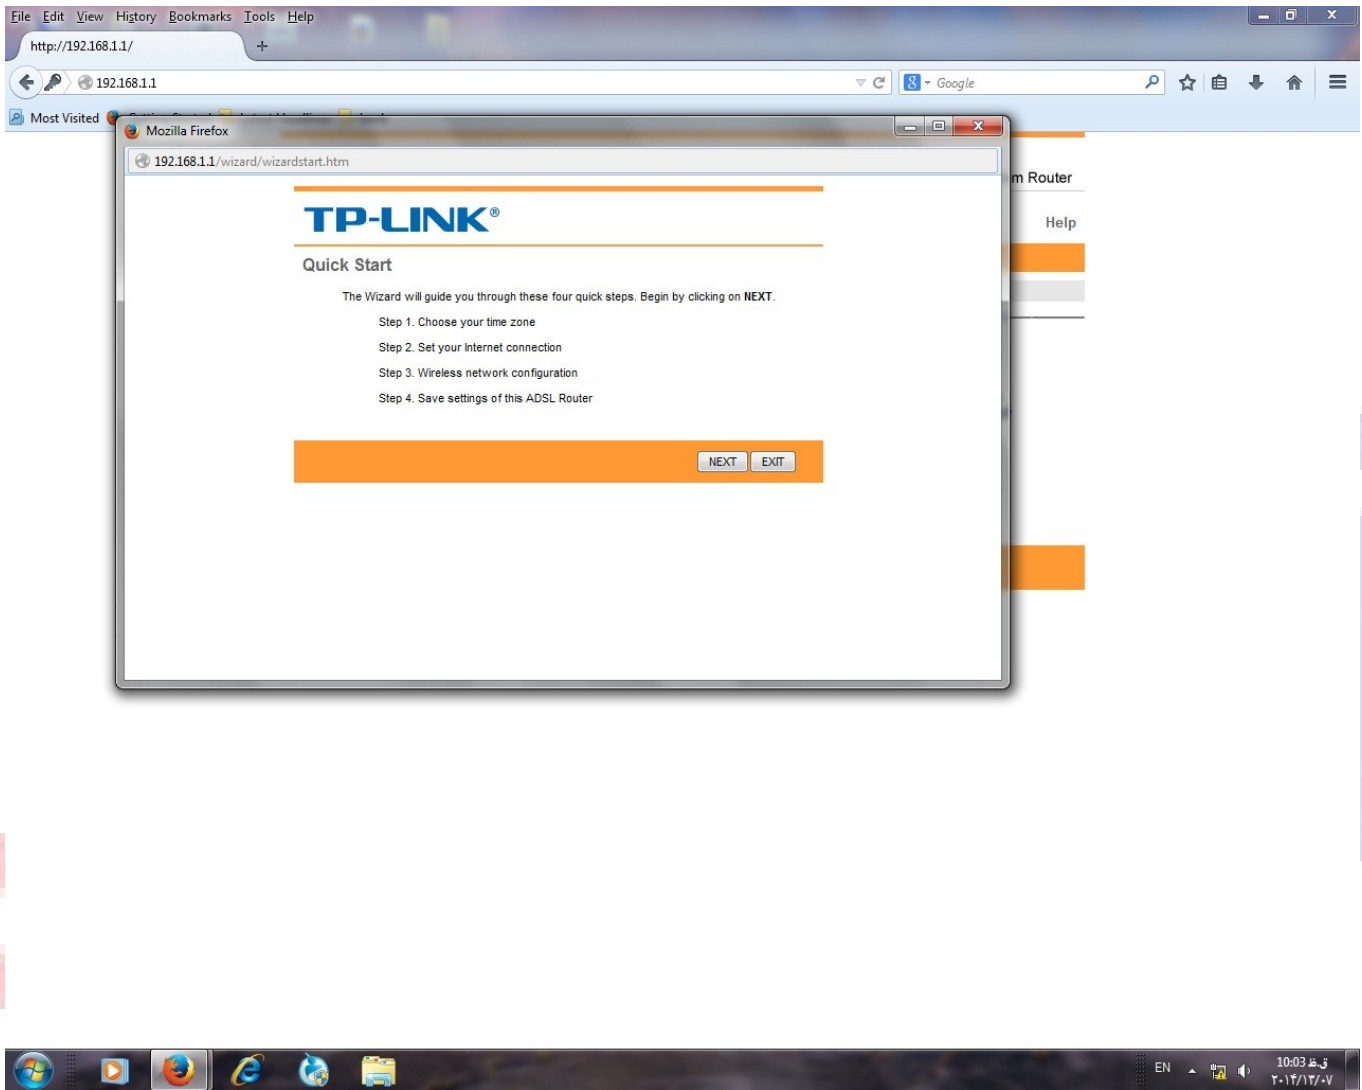 File Edit View History Bookmarks Tools Help
http://192.168.1.1/
192.168.1.1
Google
Most Visited
Mozilla Firefox
192.168.1.1/wizard/wizardstart.htm
m Router
TP-LINK®
Help
Quick Start
The Wizard will guide you through these four quick steps. Begin by clicking on NEXT.
Step 1. Choose your time zone
Step 2. Set your Internet connection
Step 3. Wireless network configuration
Step 4. Save settings of this ADSL Router
NEXT EXIT
EN
10:03 ق.ظ
۲۰۱۴/۱۳/۰۷